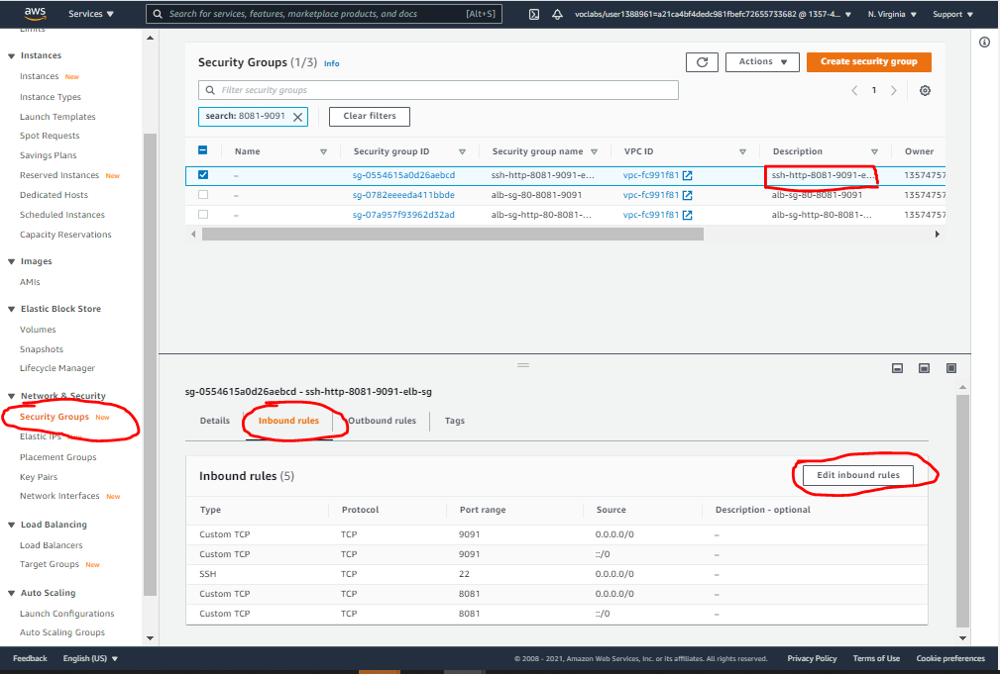 aws Services Search for services, features, marketplace products, and docs [Alt+S] voclabs/user1388961=a21ca4bf4dedc981fbefc72655733682 @ 1357-4... N. Virginia Support
Limits
Instances
Instances New
Instance Types
Launch Templates
Spot Requests
Savings Plans
Reserved Instances New
Dedicated Hosts
Scheduled Instances
Capacity Reservations
Images
AMIs
Elastic Block Store
Volumes
Snapshots
Lifecycle Manager
Network & Security
Security Groups New
Elastic IPs New
Placement Groups
Key Pairs
Network Interfaces New
Load Balancing
Load Balancers
Target Groups New
Auto Scaling
Launch Configurations
Auto Scaling Groups
Security Groups (1/3) Info Actions Create security group
Filter security groups 1
search: 8081-9091 Clear filters
Name Security group ID Security group name VPC ID Description Owner
– sg-0554615a0d26aebcd ssh-http-8081-9091-e... vpc-fc991f81 ssh-http-8081-9091-e... 13574757
– sg-0782eeeeda411bbde alb-sg-80-8081-9091 vpc-fc991f81 alb-sg-80-8081-9091 13574757
– sg-07a957f93962d32ad alb-sg-http-80-8081-... vpc-fc991f81 alb-sg-http-80-8081-... 13574757
sg-0554615a0d26aebcd - ssh-http-8081-9091-elb-sg
Details Inbound rules Outbound rules Tags
Inbound rules (5) Edit inbound rules
Type Protocol Port range Source Description - optional
Custom TCP TCP 9091 0.0.0.0/0 –
Custom TCP TCP 9091 ::/0 –
SSH TCP 22 0.0.0.0/0 –
Custom TCP TCP 8081 0.0.0.0/0 –
Custom TCP TCP 8081 ::/0 –
Feedback English (US) © 2008 - 2021, Amazon Web Services, Inc. or its affiliates. All rights reserved. Privacy Policy Terms of Use Cookie preferences